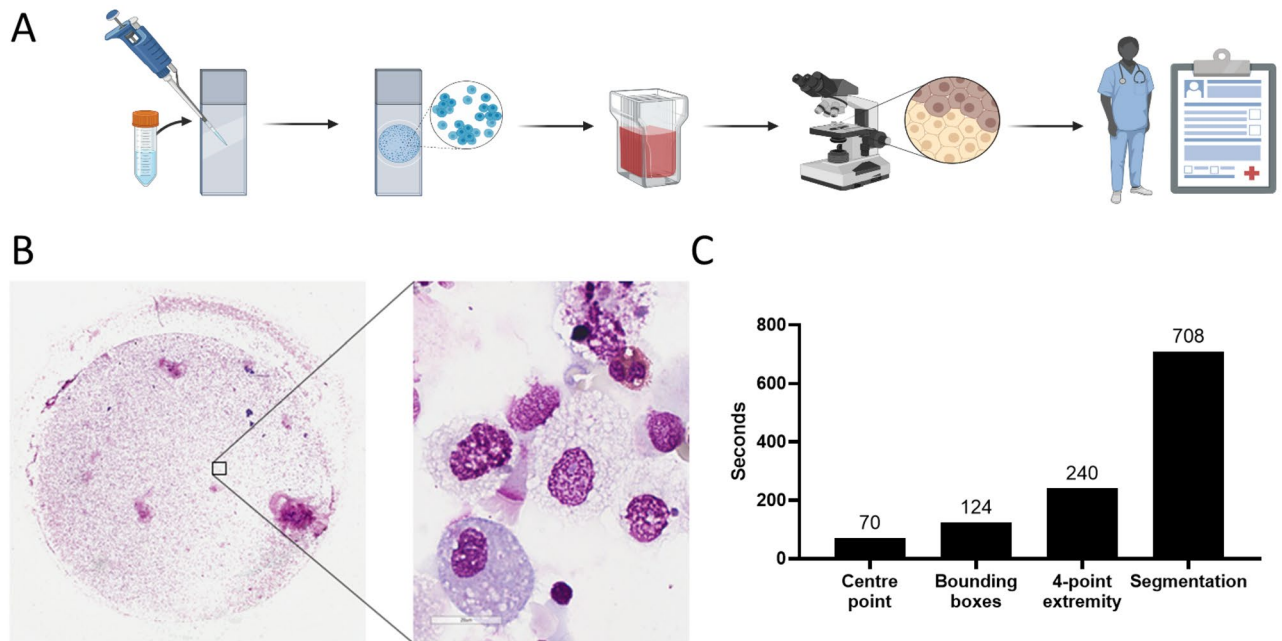 A
B
C
800
600
400
200
0
Seconds
70
124
240
708
Centre
point
Bounding
boxes
4-point
extremity
Segmentation